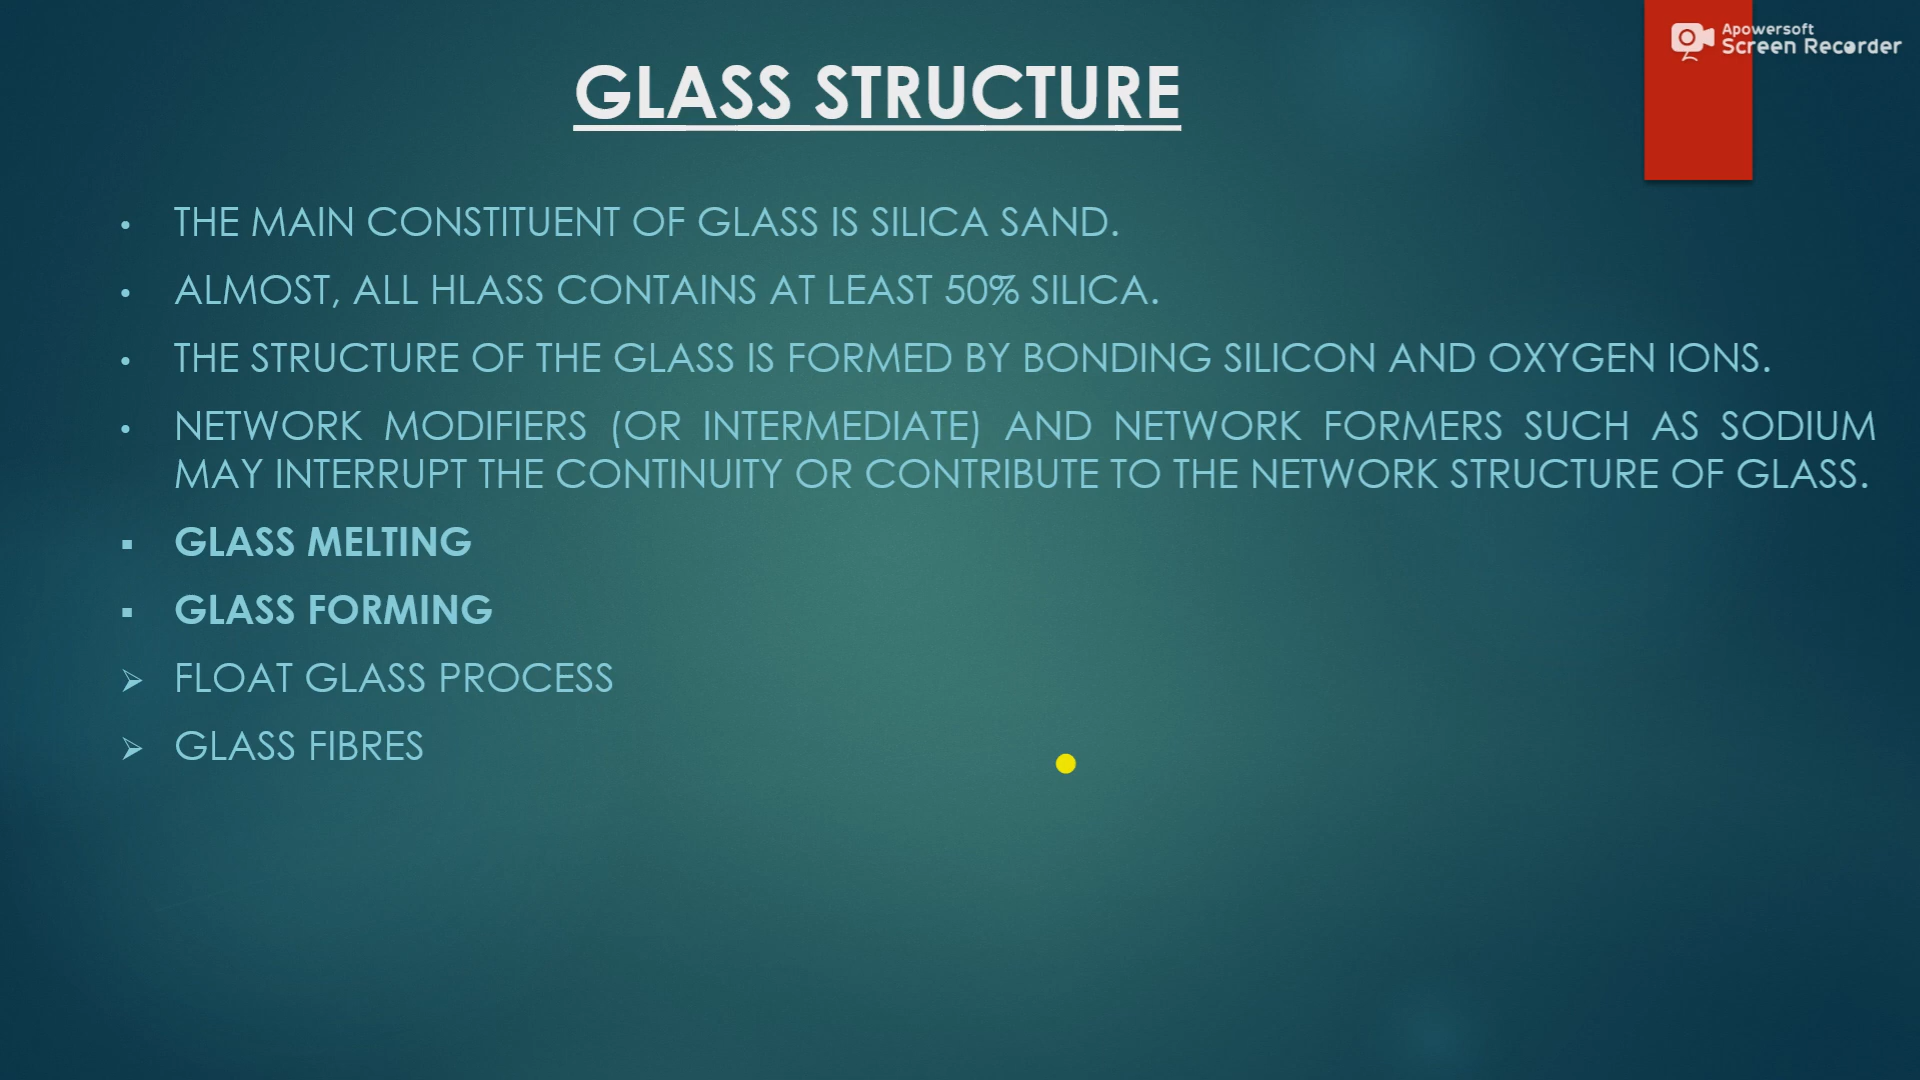 Apowersoft
Screen Recorder
GLASS STRUCTURE
• THE MAIN CONSTITUENT OF GLASS IS SILICA SAND.
• ALMOST, ALL HLASS CONTAINS AT LEAST 50% SILICA.
• THE STRUCTURE OF THE GLASS IS FORMED BY BONDING SILICON AND OXYGEN IONS.
• NETWORK MODIFIERS (OR INTERMEDIATE) AND NETWORK FORMERS SUCH AS SODIUM
MAY INTERRUPT THE CONTINUITY OR CONTRIBUTE TO THE NETWORK STRUCTURE OF GLASS.
▪ GLASS MELTING
▪ GLASS FORMING
➢ FLOAT GLASS PROCESS
➢ GLASS FIBRES